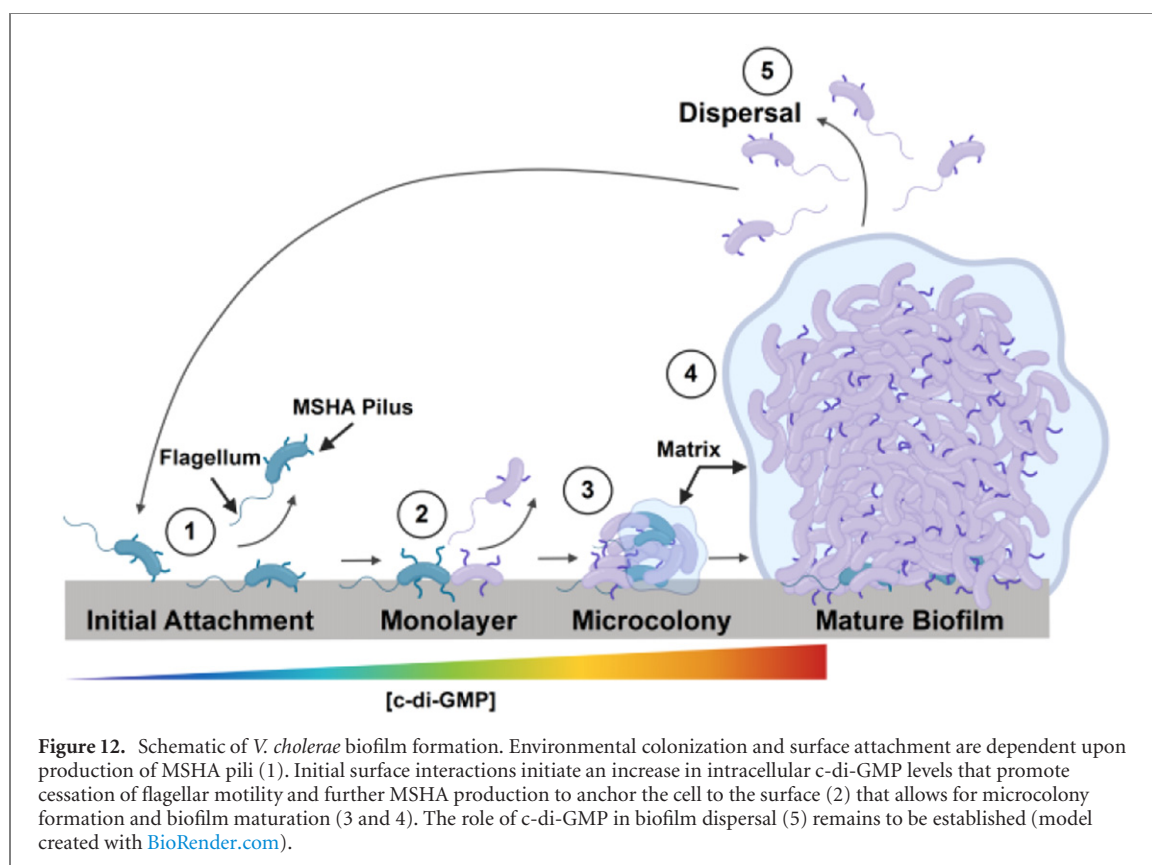 5
Dispersal
4
MSHA Pilus
Flagellum
Matrix
3
2
1
Initial Attachment
Monolayer
Microcolony
Mature Biofilm
[c-di-GMP]
Figure 12. Schematic of V. cholerae biofilm formation. Environmental colonization and surface attachment are dependent upon
production of MSHA pili (1). Initial surface interactions initiate an increase in intracellular c-di-GMP levels that promote
cessation of flagellar motility and further MSHA production to anchor the cell to the surface (2) that allows for microcolony
formation and biofilm maturation (3 and 4). The role of c-di-GMP in biofilm dispersal (5) remains to be established (model
created with BioRender.com).